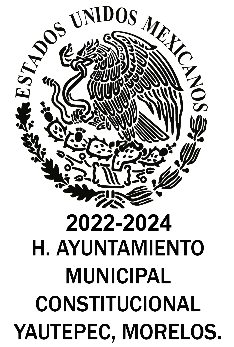 ESTADOS UNIDOS MEXICANOS
2022-2024
H. AYUNTAMIENTO
MUNICIPAL
CONSTITUCIONAL
YAUTEPEC, MORELOS.